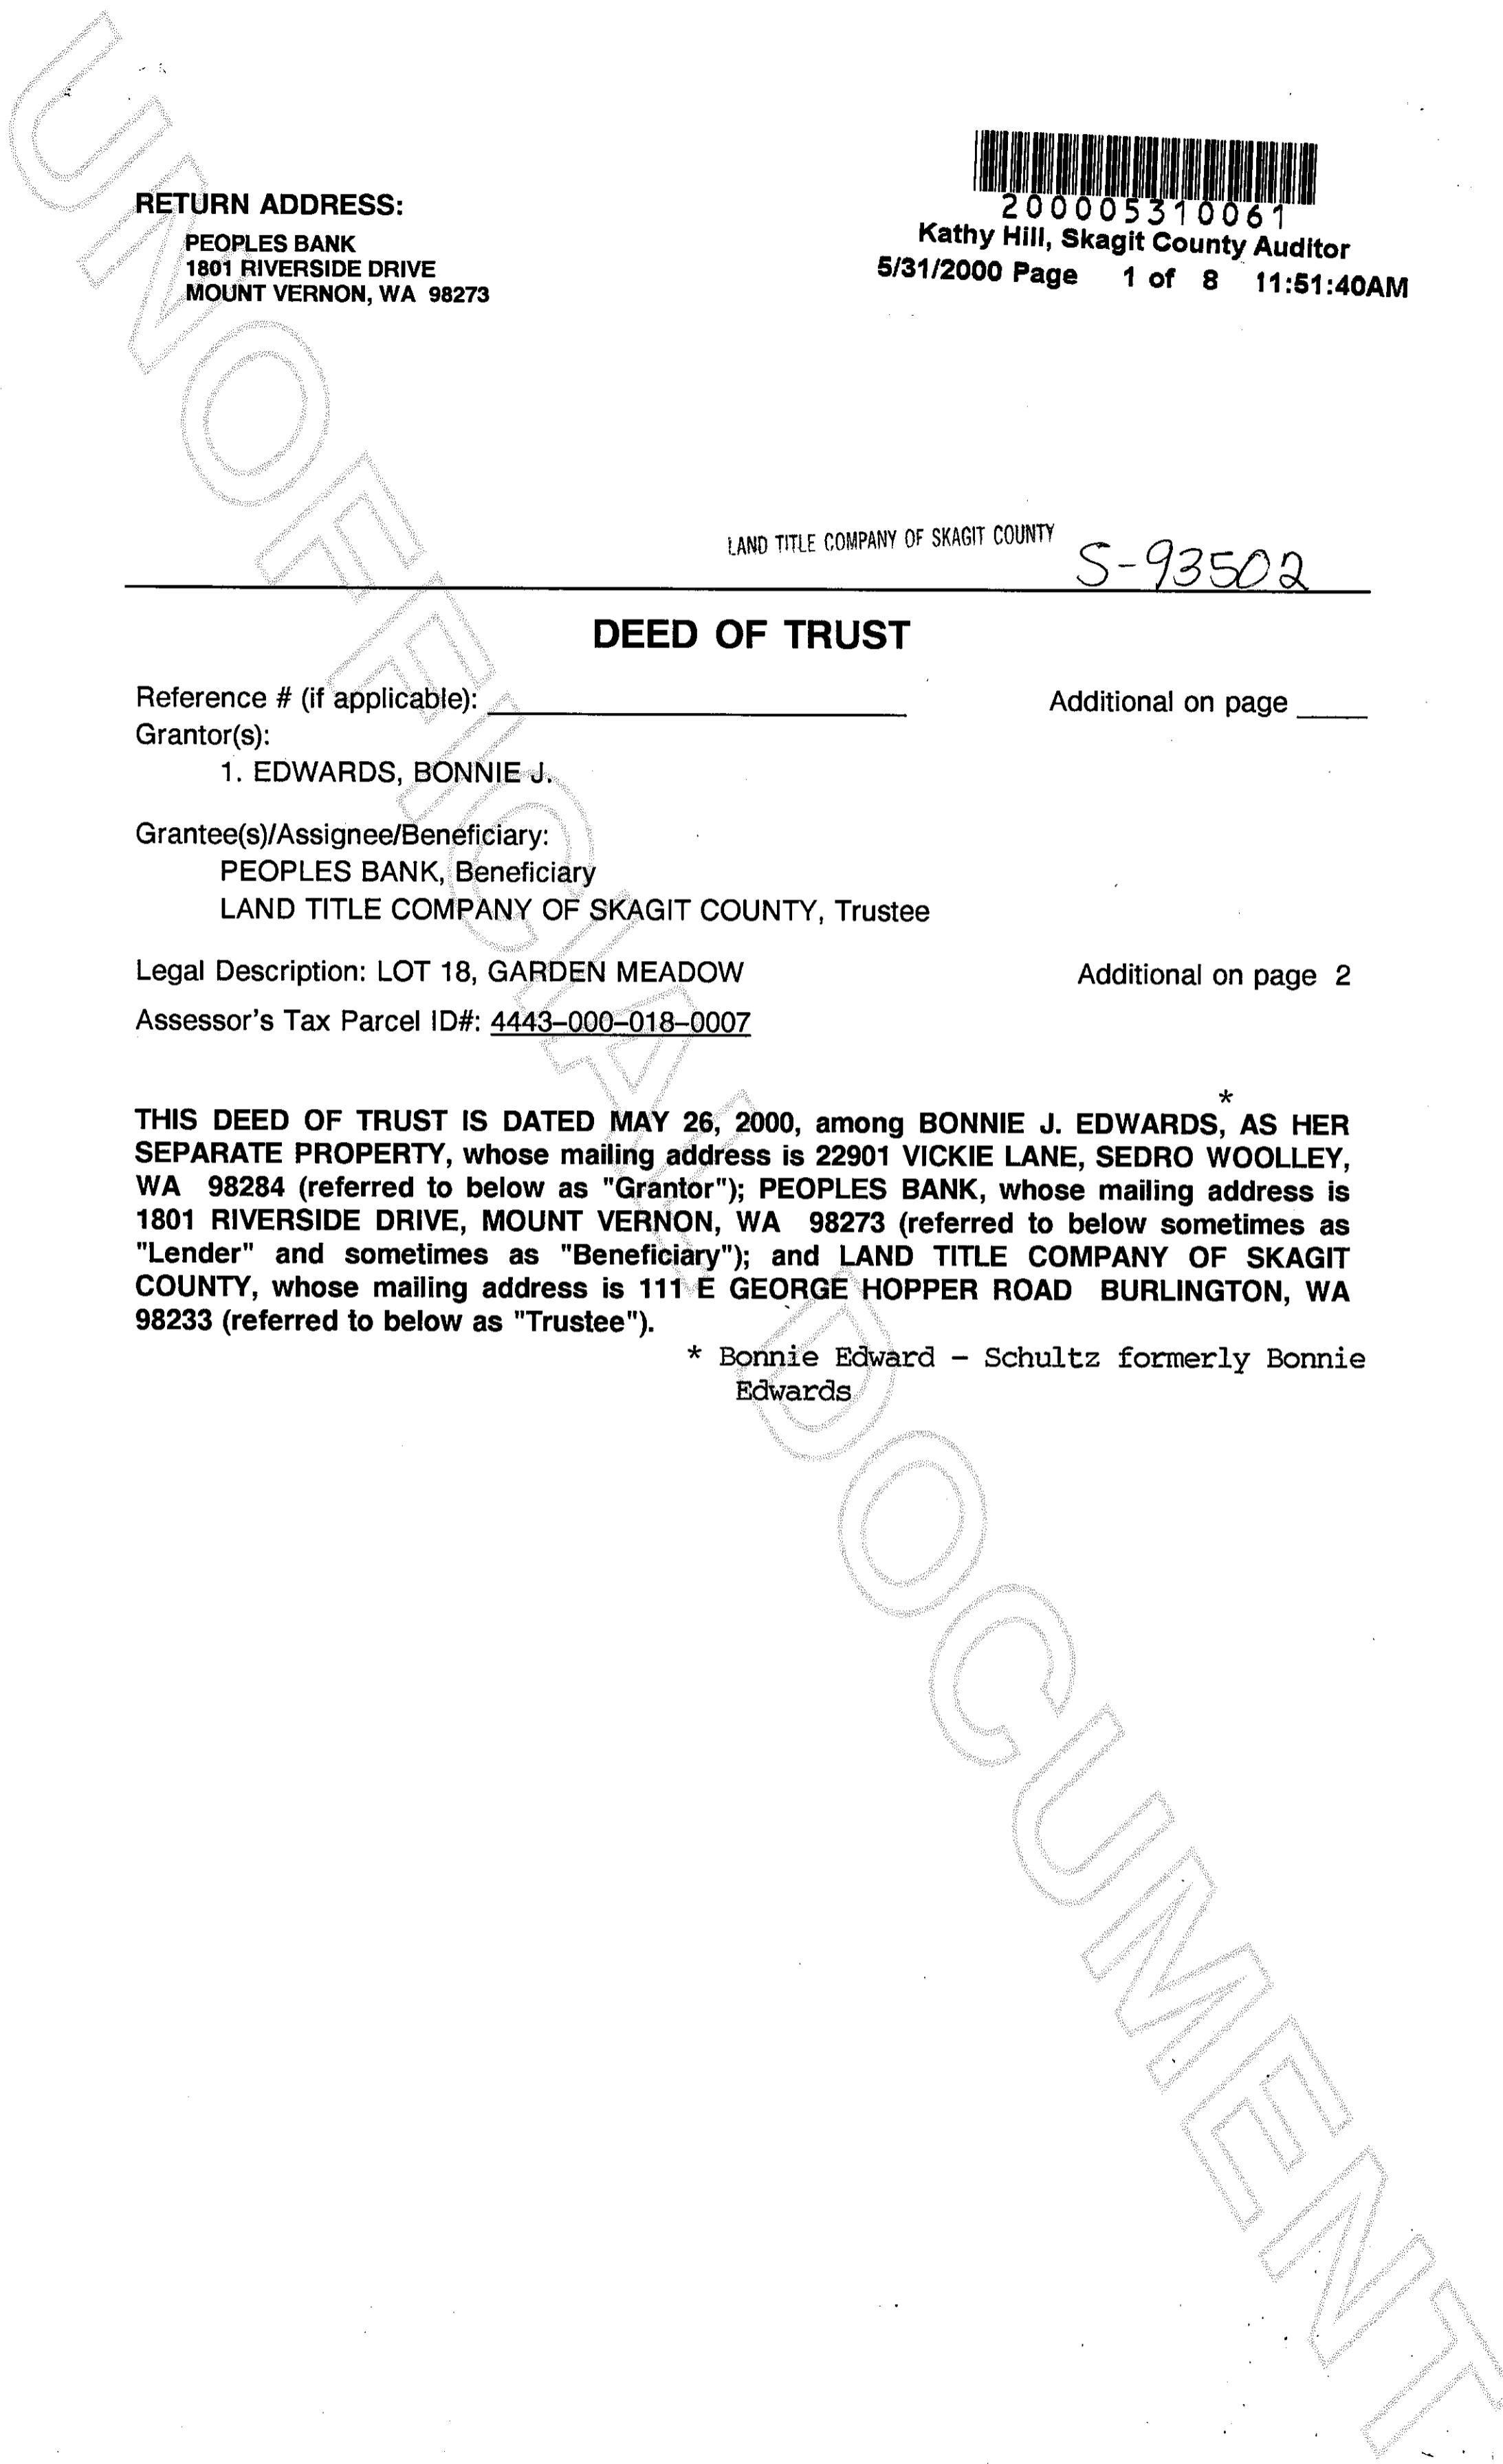 RETURN ADDRESS:
PEOPLES BANK
1801 RIVERSIDE DRIVE
MOUNT VERNON, WA 98273
200005310061
Kathy Hill, Skagit County Auditor
5/31/2000 Page 1 of 8 11:51:40AM
LAND TITLE COMPANY OF SKAGIT COUNTY
S-93502
DEED OF TRUST
Reference # (if applicable): Additional on page
Grantor(s):
1. EDWARDS, BONNIE J.
Grantee(s)/Assignee/Beneficiary:
PEOPLES BANK, Beneficiary
LAND TITLE COMPANY OF SKAGIT COUNTY, Trustee
Legal Description: LOT 18, GARDEN MEADOW Additional on page 2
Assessor's Tax Parcel ID#: 4443-000-018-0007
*
THIS DEED OF TRUST IS DATED MAY 26, 2000, among BONNIE J. EDWARDS, AS HER
SEPARATE PROPERTY, whose mailing address is 22901 VICKIE LANE, SEDRO WOOLLEY,
WA 98284 (referred to below as "Grantor"); PEOPLES BANK, whose mailing address is
1801 RIVERSIDE DRIVE, MOUNT VERNON, WA 98273 (referred to below sometimes as
"Lender" and sometimes as "Beneficiary"); and LAND TITLE COMPANY OF SKAGIT
COUNTY, whose mailing address is 111 E GEORGE HOPPER ROAD BURLINGTON, WA
98233 (referred to below as "Trustee").
* Bonnie Edward - Schultz formerly Bonnie
Edwards
UNOFFICIAL DOCUMENT